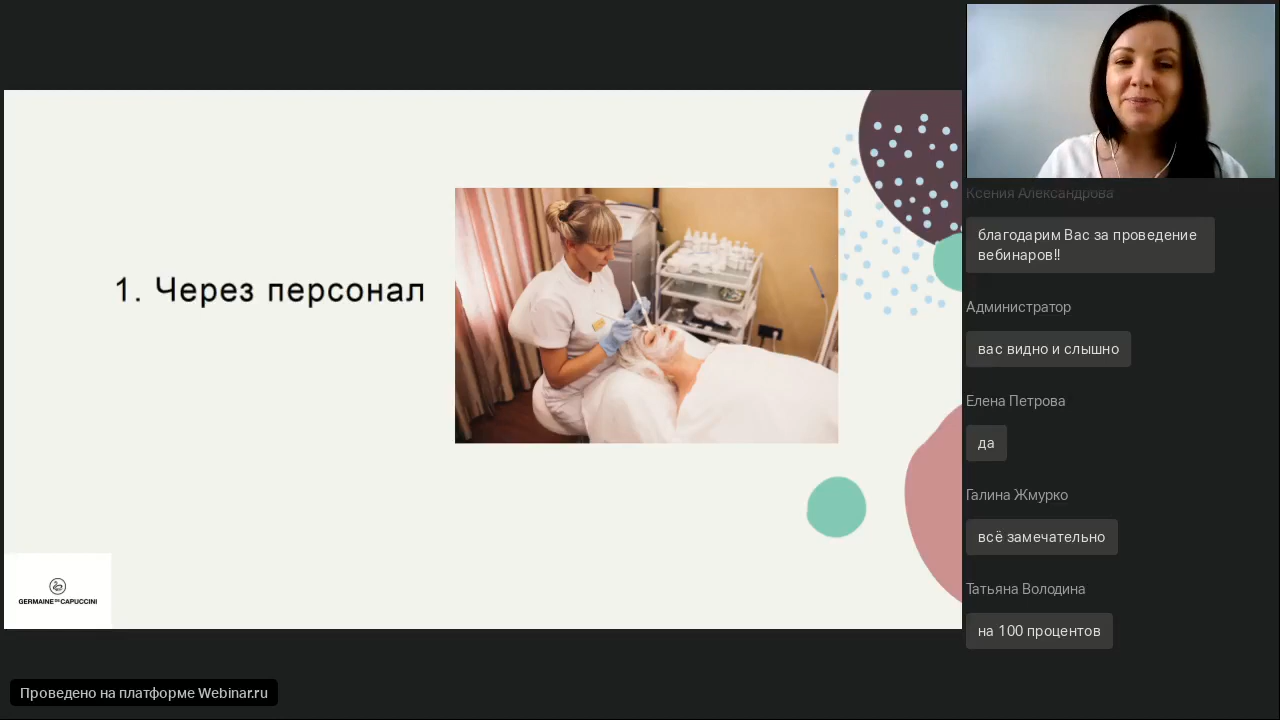 1. Через персонал
GERMAINE DE CAPUCCINI
Проведено на платформе Webinar.ru
Ксения Александрова
благодарим Вас за проведение
вебинаров!!
Администратор
вас видно и слышно
Елена Петрова
да
Галина Жмурко
всё замечательно
Татьяна Володина
на 100 процентов